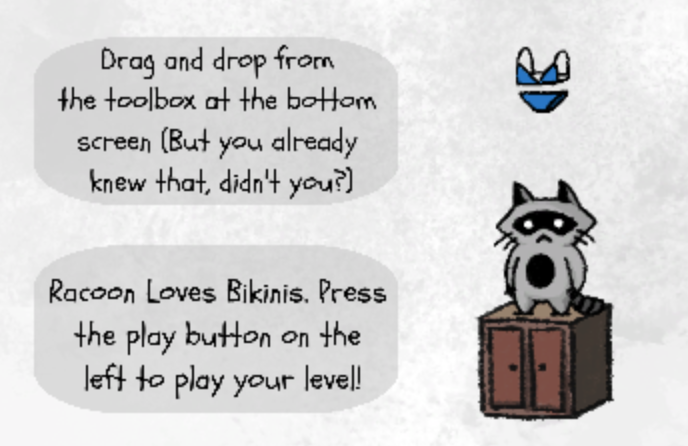 Drag and drop from
the toolbox at the bottom
screen (But you already
knew that, didn't you?)
Racoon Loves Bikinis. Press
the play button on the
left to play your level!